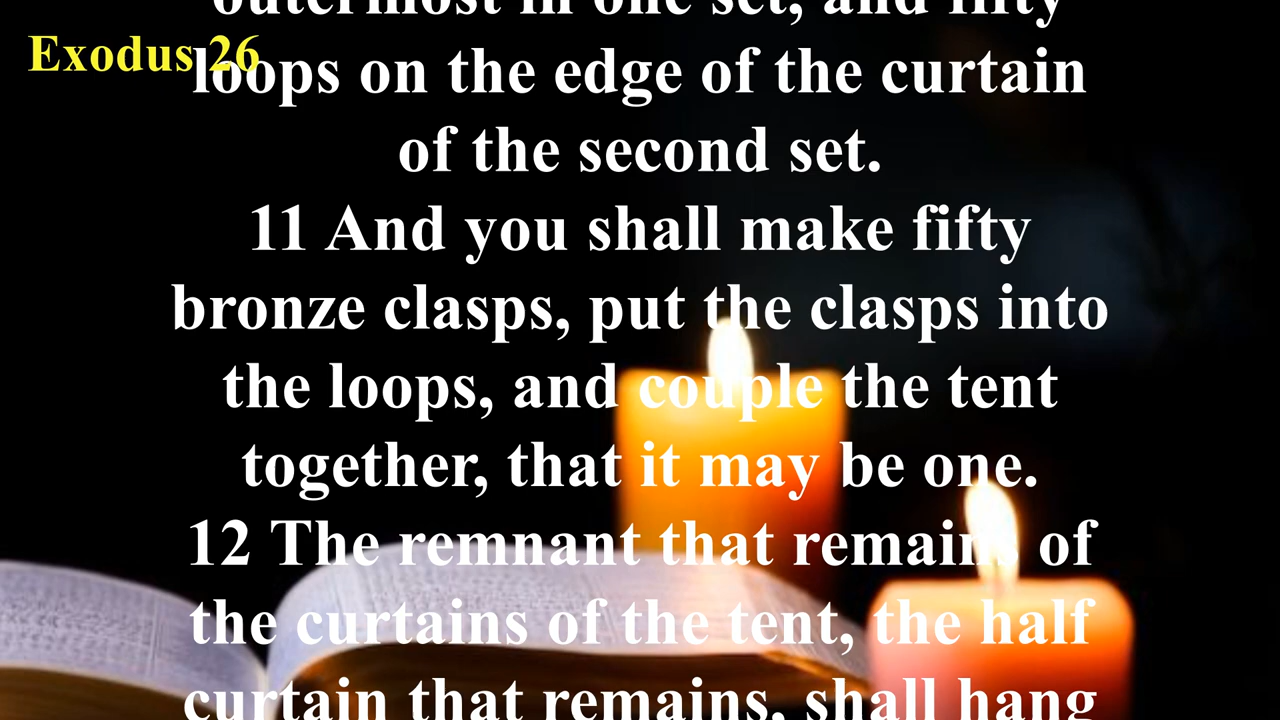 outermost in one set, and fifty
Exodus 26
loops on the edge of the curtain
of the second set.
11 And you shall make fifty
bronze clasps, put the clasps into
the loops, and couple the tent
together, that it may be one.
12 The remnant that remains of
the curtains of the tent, the half
curtain that remains, shall hang